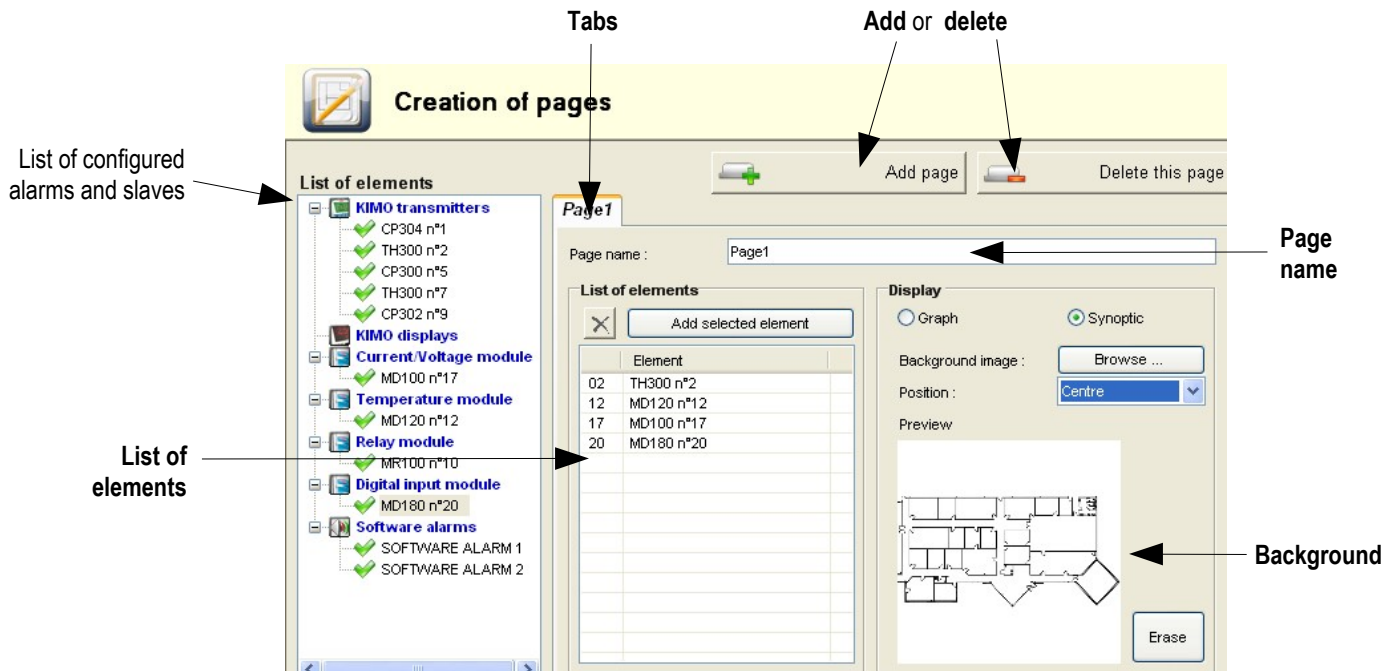 Tabs
Add or delete
Creation of pages
List of configured
alarms and slaves
Add page
Delete this page
List of elements
KIMO transmitters
CP304 n°1
TH300 n°2
CP300 n°5
TH300 n°7
CP302 n°9
KIMO displays
Current/Voltage module
MD100 n°17
Temperature module
MD120 n°12
Relay module
MR100 n°10
Digital input module
MD180 n°20
Software alarms
SOFTWARE ALARM 1
SOFTWARE ALARM 2
List of
elements
Page1
Page name :
Page1
Page
name
List of elements
Add selected element
Element
02 TH300 n°2
12 MD120 n°12
17 MD100 n°17
20 MD180 n°20
Display
Graph
Synoptic
Background image :
Browse ...
Position :
Centre
Preview
Background
Erase